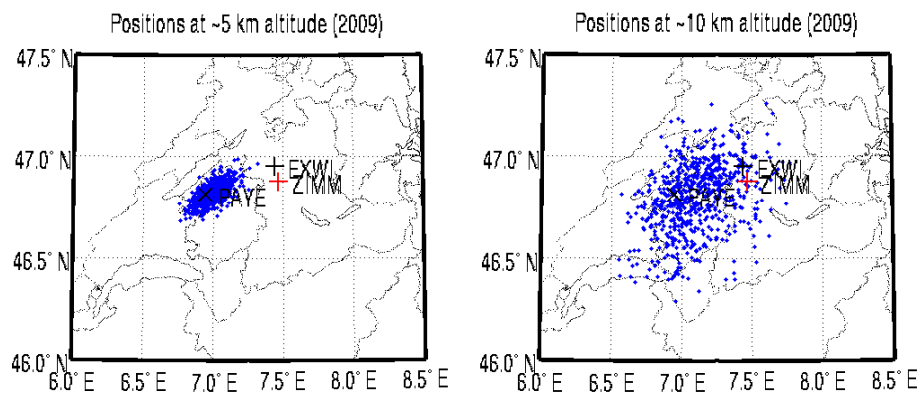 Positions at ~5 km altitude (2009)
47.5° N
47.0° N
46.5° N
46.0° N
6.0° E
6.5° E
7.0° E
7.5° E
8.0° E
8.5° E
EXWI
ZIMM
PAYE
Positions at ~10 km altitude (2009)
47.5° N
47.0° N
46.5° N
46.0° N
6.0° E
6.5° E
7.0° E
7.5° E
8.0° E
8.5° E
EXWI
ZIMM
PAYE